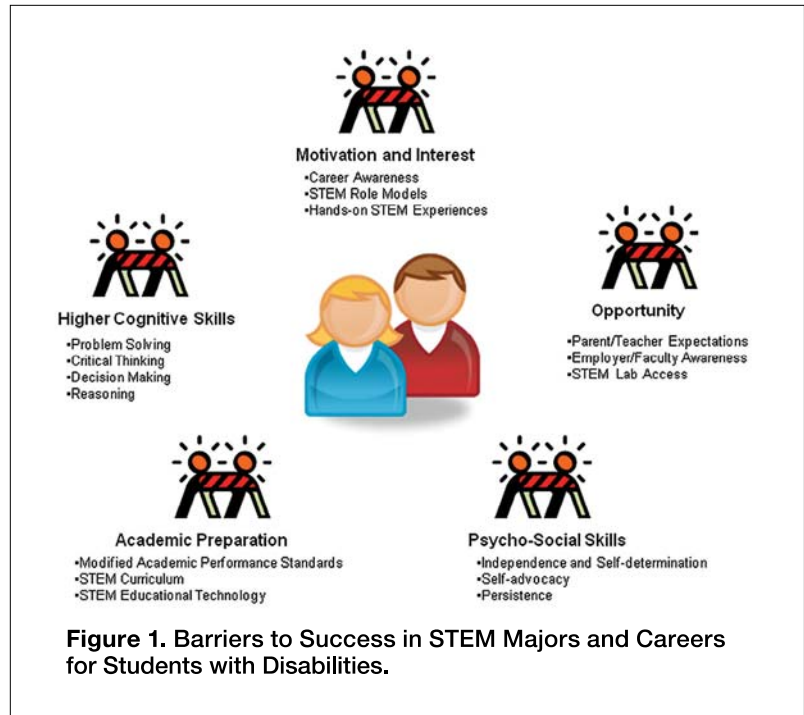 Motivation and Interest
•Career Awareness
•STEM Role Models
•Hands-on STEM Experiences
Higher Cognitive Skills
•Problem Solving
•Critical Thinking
•Decision Making
•Reasoning
Opportunity
•Parent/Teacher Expectations
•Employer/Faculty Awareness
•STEM Lab Access
Academic Preparation
•Modified Academic Performance Standards
•STEM Curriculum
•STEM Educational Technology
Psycho-Social Skills
•Independence and Self-determination
•Self-advocacy
•Persistence
Figure 1. Barriers to Success in STEM Majors and Careers
for Students with Disabilities.